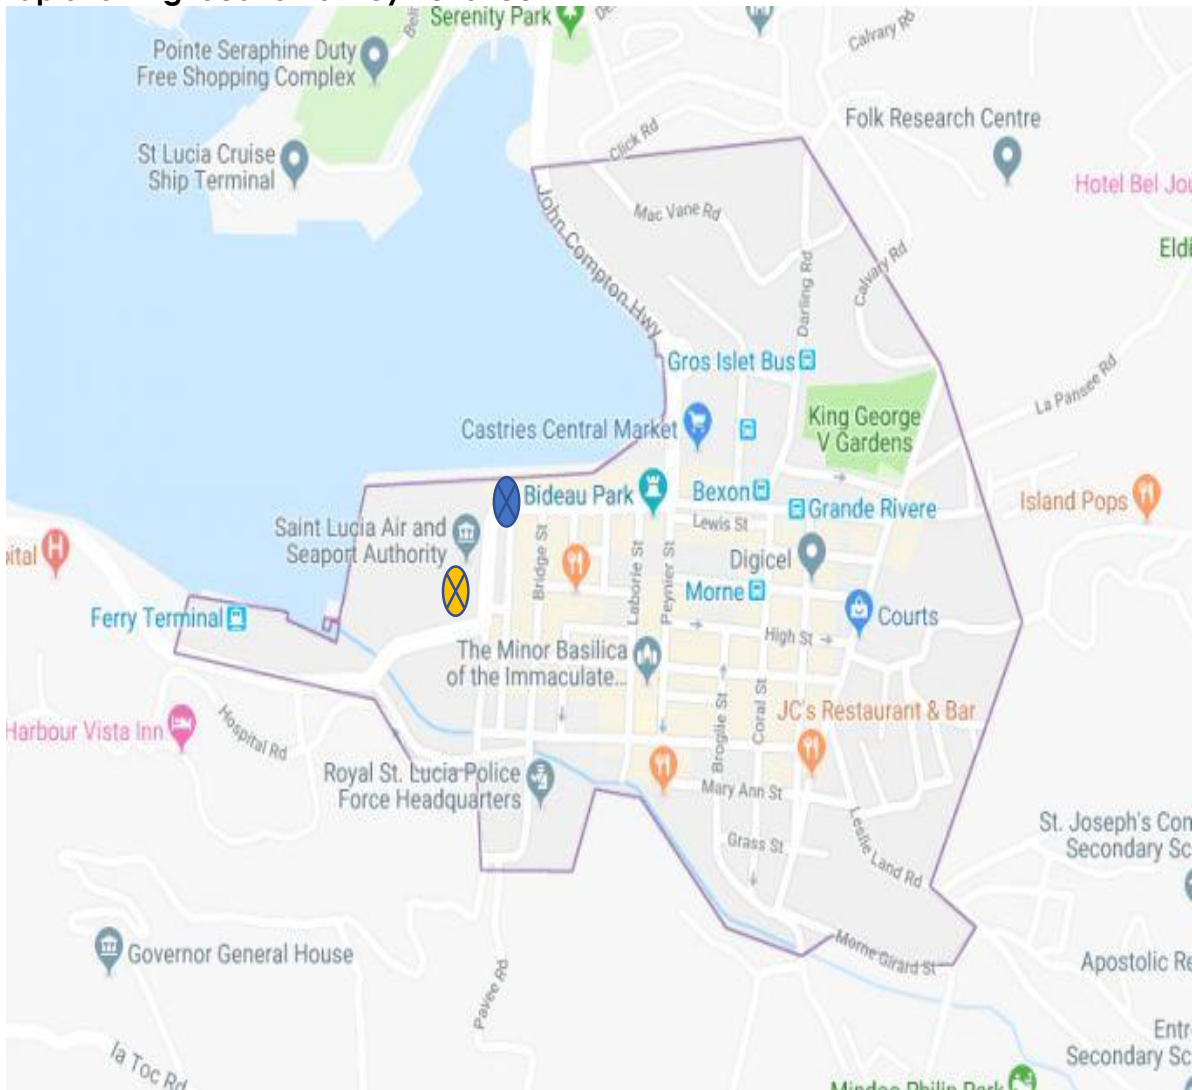 Serenity Park
Pointe Seraphine Duty
Free Shopping Complex
Calvary Rd
Folk Research Centre
Click Rd
St Lucia Cruise
Ship Terminal
Hotel Bel Jou
John Compton Hwy
Mac Vane Rd
Darling Rd
Calvary Rd
Gros Islet Bus
La Pansee Rd
Castries Central Market
King George
V Gardens
Bideau Park
Bexon
Grande Rivere
Island Pops
Saint Lucia Air and
Seaport Authority
Lewis St
Bridge St
Laborie St
Peynier St
Digicel
H
Morne
Ferry Terminal
Courts
High St
The Minor Basilica
of the Immaculate...
Broglie St
Coral St
JC's Restaurant & Bar
Harbour Vista Inn
Hospital Rd
Royal St. Lucia Police
Force Headquarters
Mary Ann St
Grass St
Leslie Land Rd
St. Joseph's Con
Secondary Sc
Morne Girard St
Governor General House
Pavee Rd
Apostolic Re
Entr
Secondary Sc
la Toc Rd